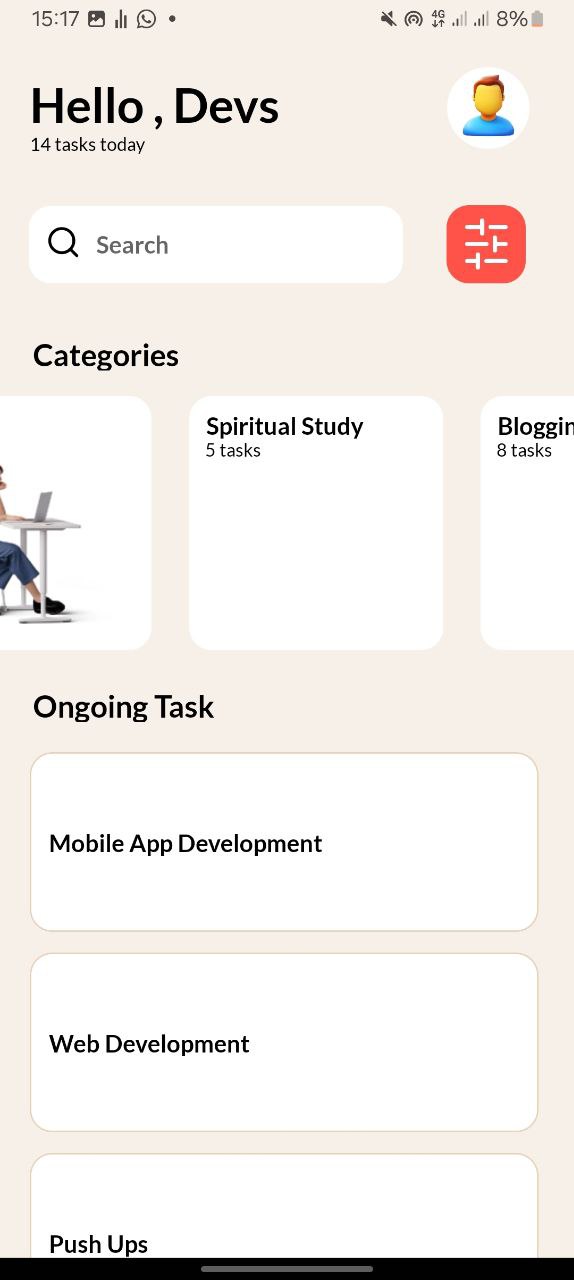 15:17
4G
8%
Hello , Devs
14 tasks today
Search
Categories
Spiritual Study
5 tasks
Bloggin
8 tasks
Ongoing Task
Mobile App Development
Web Development
Push Ups